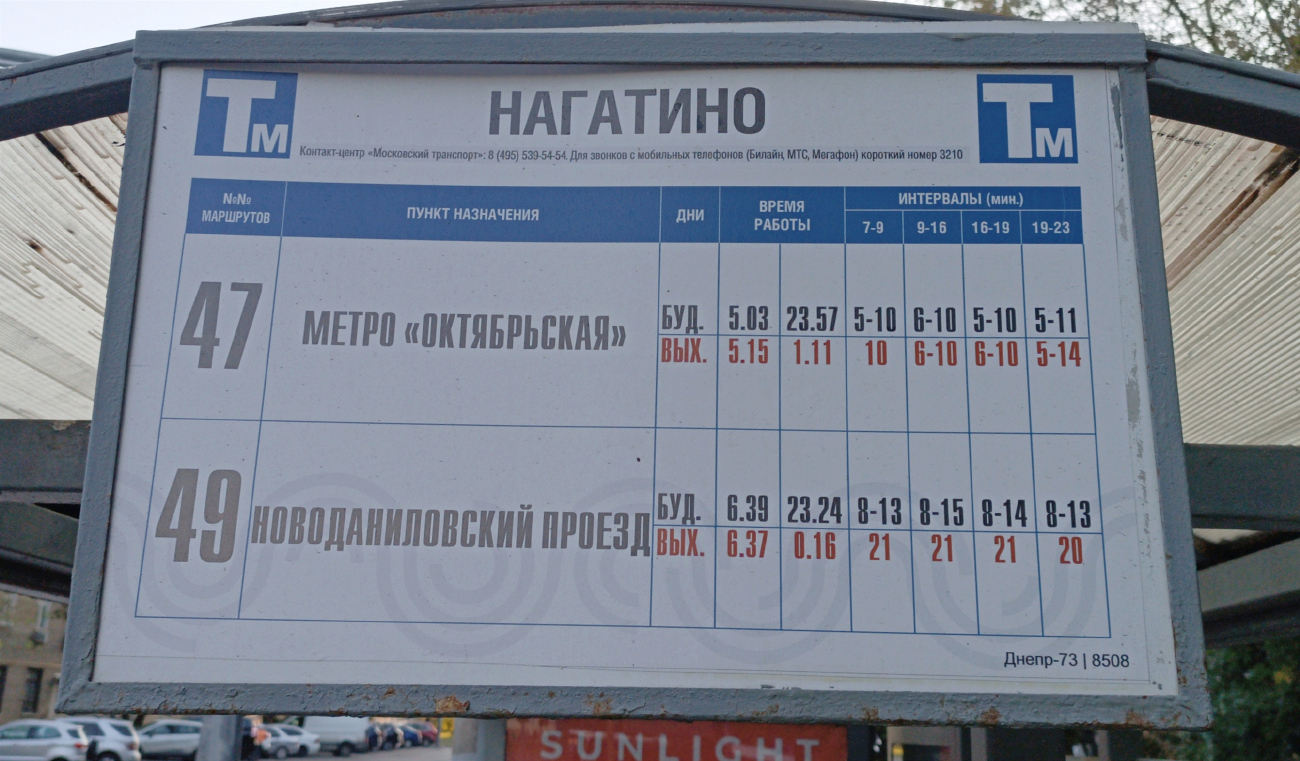 Тм
НАГАТИНО
Тм
Контакт-центр «Московский транспорт»: 8 (495) 539-54-54. Для звонков с мобильных телефонов (Билайн, МТС, Мегафон) короткий номер 3210
№№ МАРШРУТОВ ПУНКТ НАЗНАЧЕНИЯ ДНИ ВРЕМЯ РАБОТЫ ИНТЕРВАЛЫ (мин.)
7-9 9-16 16-19 19-23
47 МЕТРО «ОКТЯБРЬСКАЯ» БУД. 5.03 23.57 5-10 6-10 5-10 5-11
ВЫХ. 5.15 1.11 10 6-10 6-10 5-14
49 НОВОДАНИЛОВСКИЙ ПРОЕЗД БУД. 6.39 23.24 8-13 8-15 8-14 8-13
ВЫХ. 6.37 0.16 21 21 21 20
Днепр-73 | 8508
SUNLIGHT